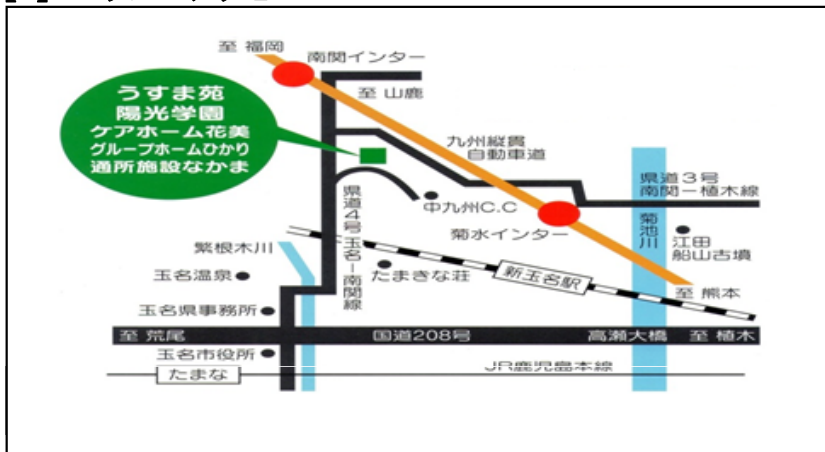 至 福岡
南関インター
うすま苑
陽光学園
ケアホーム花美
グループホームひかり
通所施設なかま
至 山鹿
九州縦貫
自動車道
県道3号
南関ー植木線
中九州C.C
菊水インター
菊池川
江田
船山古墳
県道4号 玉名ー南関線
繁根木川
玉名温泉
たまきな荘
新玉名駅
至 熊本
玉名県事務所
至 荒尾
国道208号
高瀬大橋
至 植木
玉名市役所
たまな
JR鹿児島本線